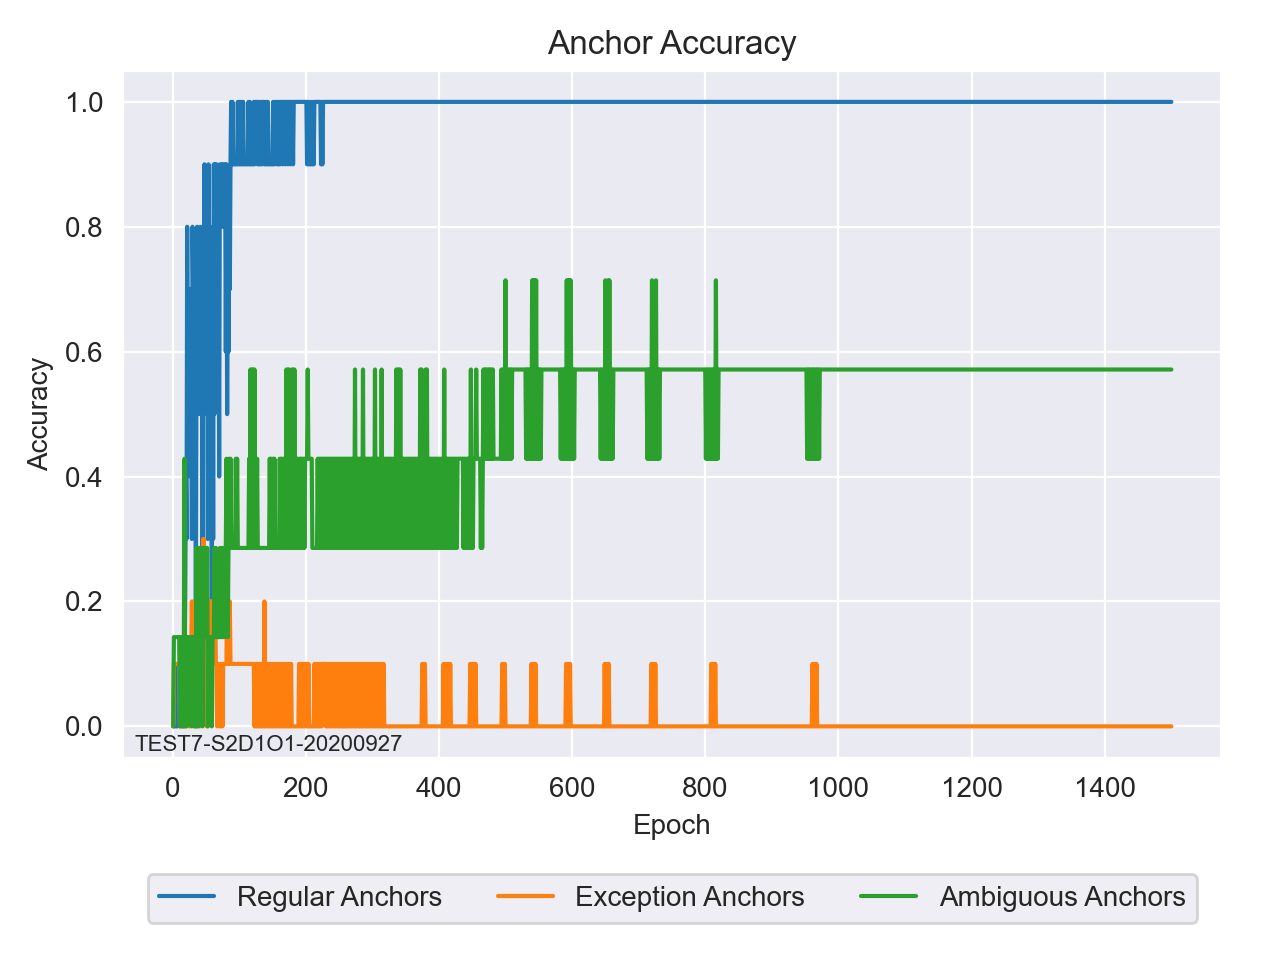 Anchor Accuracy
1.0
0.8
0.6
0.4
0.2
0.0
Accuracy
TEST7-S2D1O1-20200927
0 200 400 600 800 1000 1200 1400
Epoch
Regular Anchors Exception Anchors Ambiguous Anchors